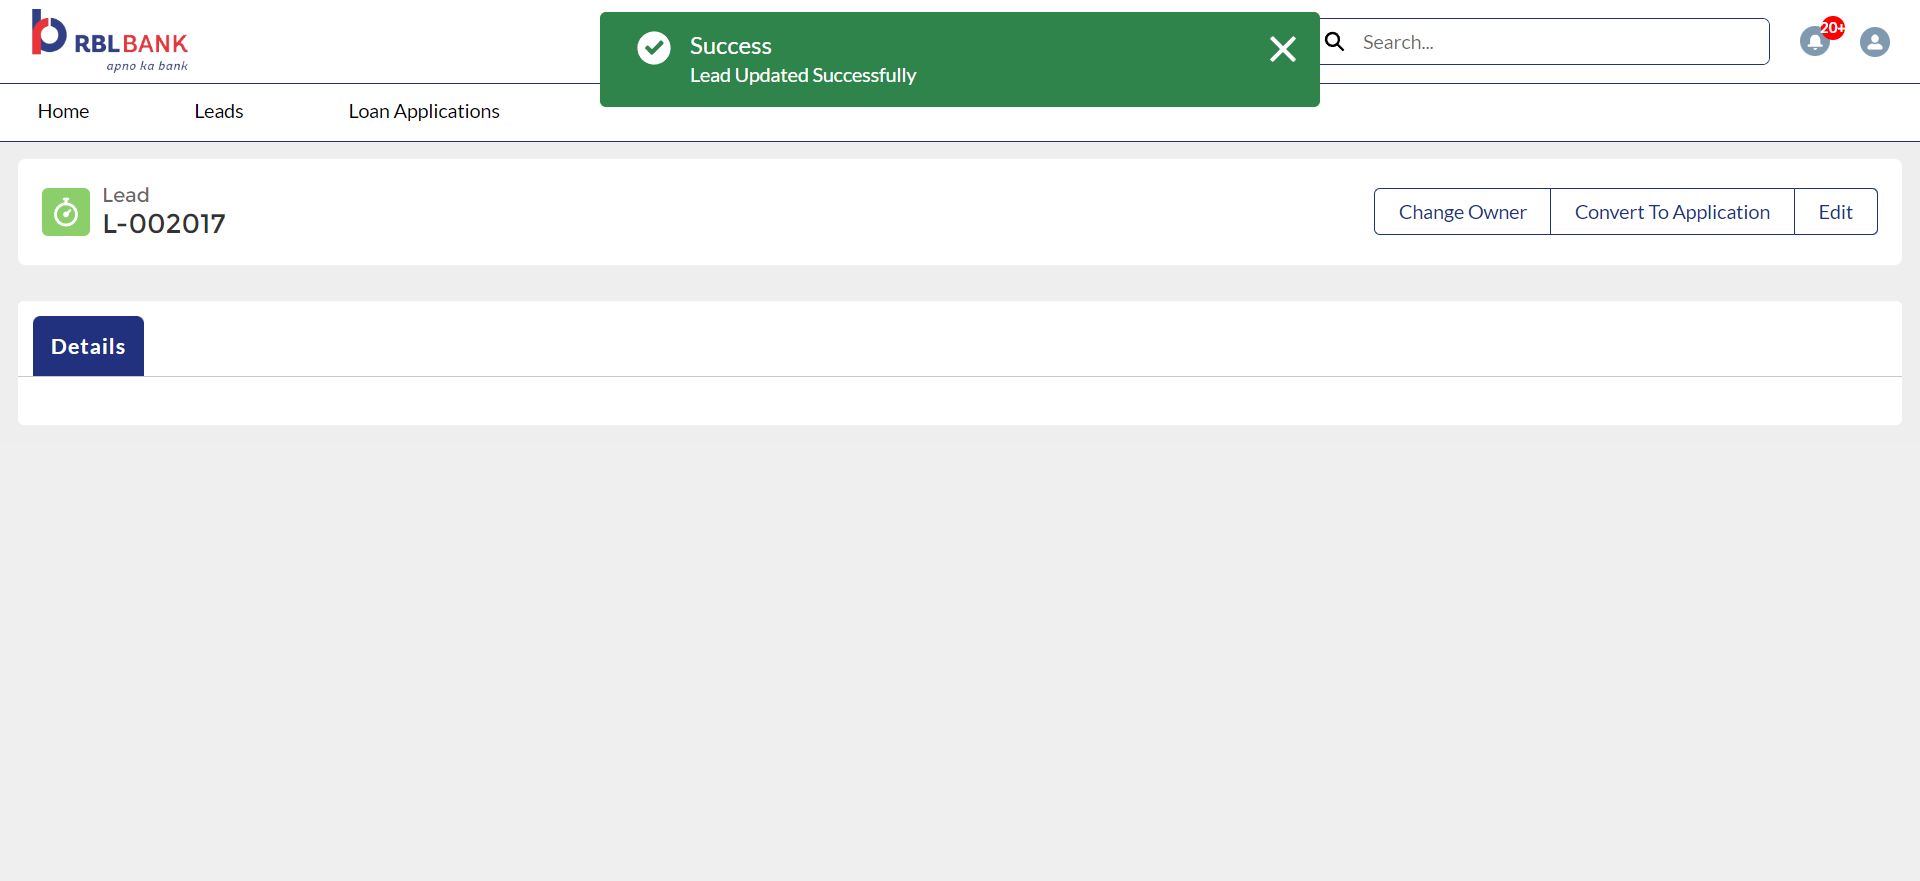 RBLBANK
apno ka bank
Success
Lead Updated Successfully
Search...
20+
Home
Leads
Loan Applications
Lead
L-002017
Change Owner
Convert To Application
Edit
Details